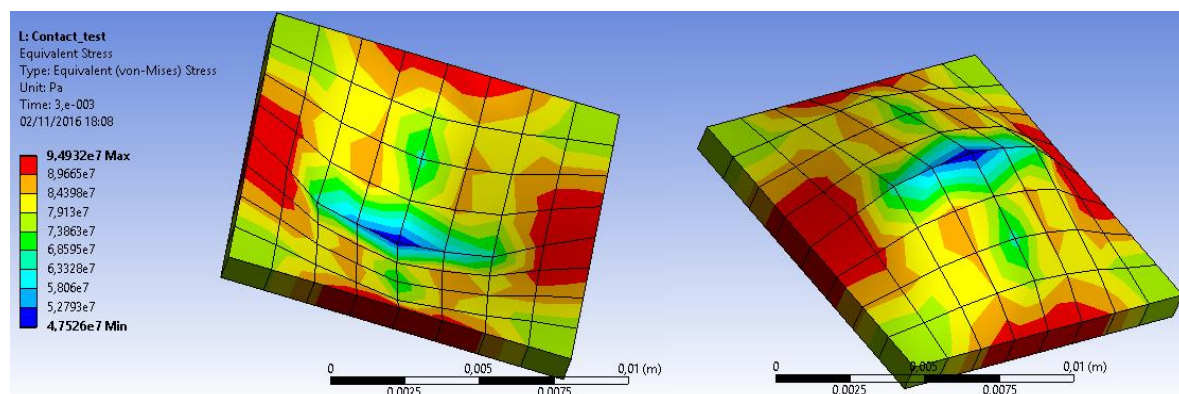 L: Contact_test
Equivalent Stress
Type: Equivalent (von-Mises) Stress
Unit: Pa
Time: 3,e-003
02/11/2016 18:08
9,4932e7 Max
8,9665e7
8,4398e7
7,913e7
7,3863e7
6,8595e7
6,3328e7
5,806e7
5,2793e7
4,7526e7 Min
0 0,005 0,01 (m)
0,0025 0,0075
0 0,005 0,01 (m)
0,0025 0,0075